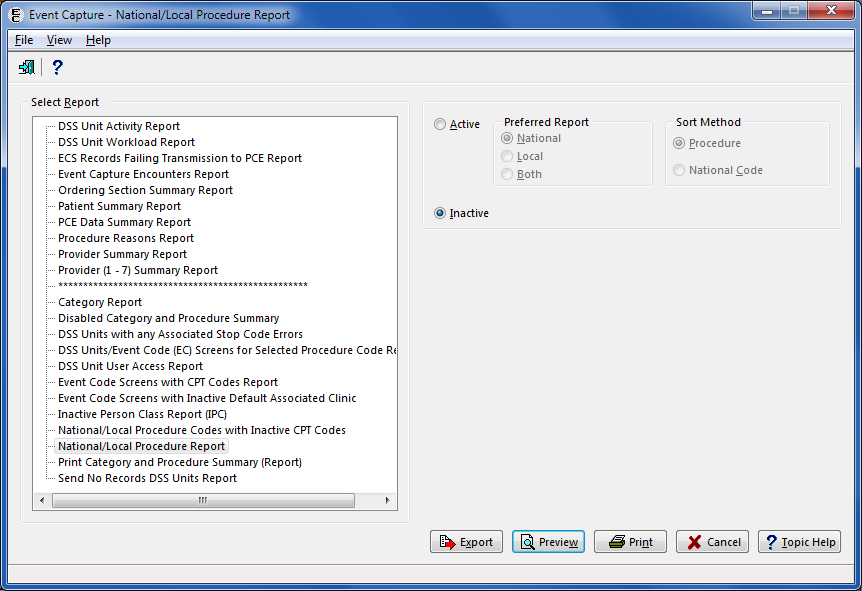 Event Capture - National/Local Procedure Report
File View Help
?
Select Report
DSS Unit Activity Report
DSS Unit Workload Report
ECS Records Failing Transmission to PCE Report
Event Capture Encounters Report
Ordering Section Summary Report
Patient Summary Report
PCE Data Summary Report
Procedure Reasons Report
Provider Summary Report
Provider (1 - 7) Summary Report
**************************************************
Category Report
Disabled Category and Procedure Summary
DSS Units with any Associated Stop Code Errors
DSS Units/Event Code (EC) Screens for Selected Procedure Code Re
DSS Unit User Access Report
Event Code Screens with CPT Codes Report
Event Code Screens with Inactive Default Associated Clinic
Inactive Person Class Report (IPC)
National/Local Procedure Codes with Inactive CPT Codes
National/Local Procedure Report
Print Category and Procedure Summary (Report)
Send No Records DSS Units Report
Active
Preferred Report
National
Local
Both
Sort Method
Procedure
National Code
Inactive
Export Preview Print Cancel ? Topic Help